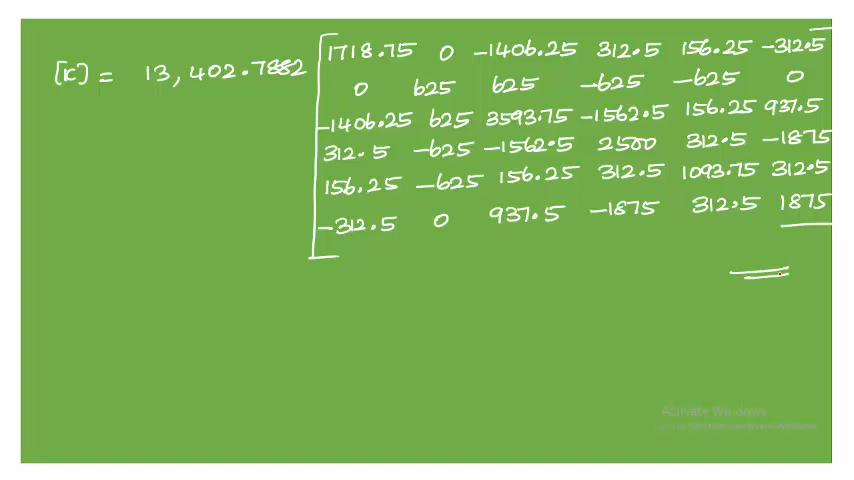 [K] = 13,402.7882
1718.75 0 -1406.25 312.5 156.25 -312.5
0 625 625 -625 -625 0
-1406.25 625 3593.75 -1562.5 156.25 937.5
312.5 -625 -1562.5 2500 312.5 -1875
156.25 -625 156.25 312.5 1093.75 312.5
-312.5 0 937.5 -1875 312.5 1875
Activate Windows